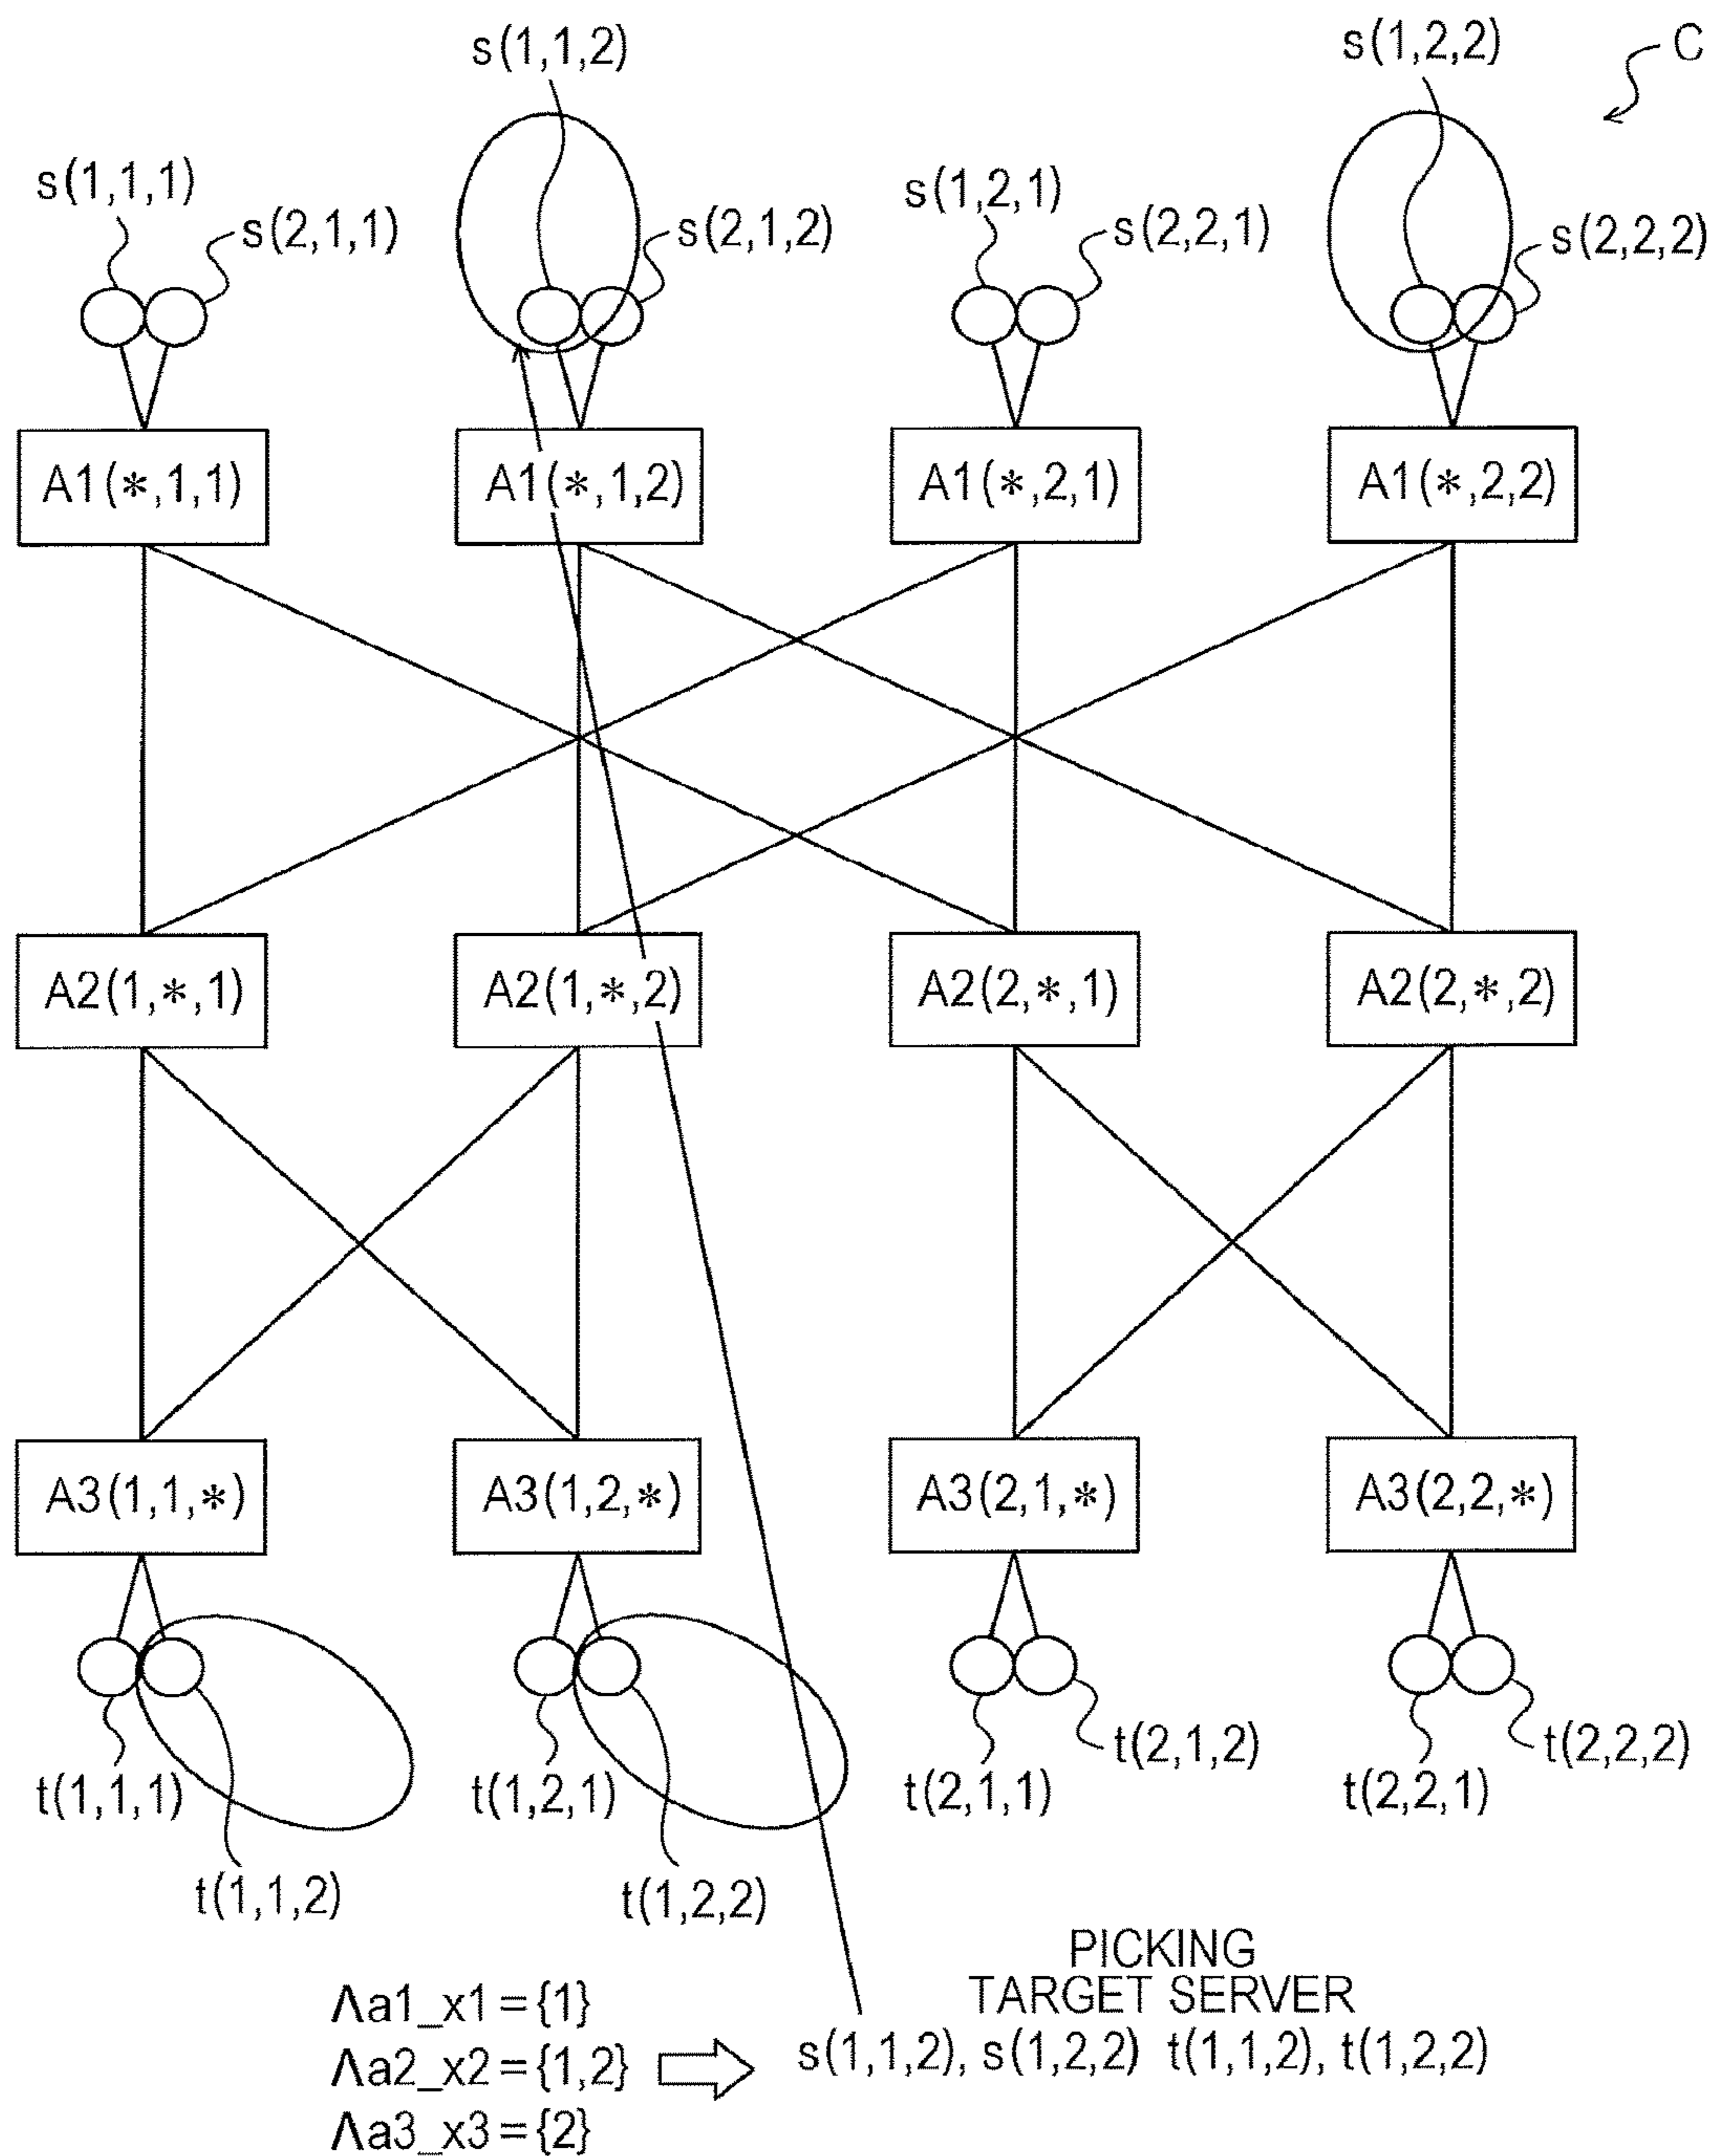 s(1,1,2)
s(1,2,2)
C
s(1,1,1)
s(2,1,1)
s(2,1,2)
s(1,2,1)
s(2,2,1)
s(2,2,2)
A1(*,1,1)
A1(*,1,2)
A1(*,2,1)
A1(*,2,2)
A2(1,*,1)
A2(1,*,2)
A2(2,*,1)
A2(2,*,2)
A3(1,1,*)
A3(1,2,*)
A3(2,1,*)
A3(2,2,*)
t(1,1,1)
t(1,2,1)
t(2,1,1)
t(2,1,2)
t(2,2,1)
t(2,2,2)
t(1,1,2)
t(1,2,2)
Λa1_x1={1}
Λa2_x2={1,2}
Λa3_x3={2}
PICKING
TARGET SERVER
s(1,1,2), s(1,2,2) t(1,1,2), t(1,2,2)